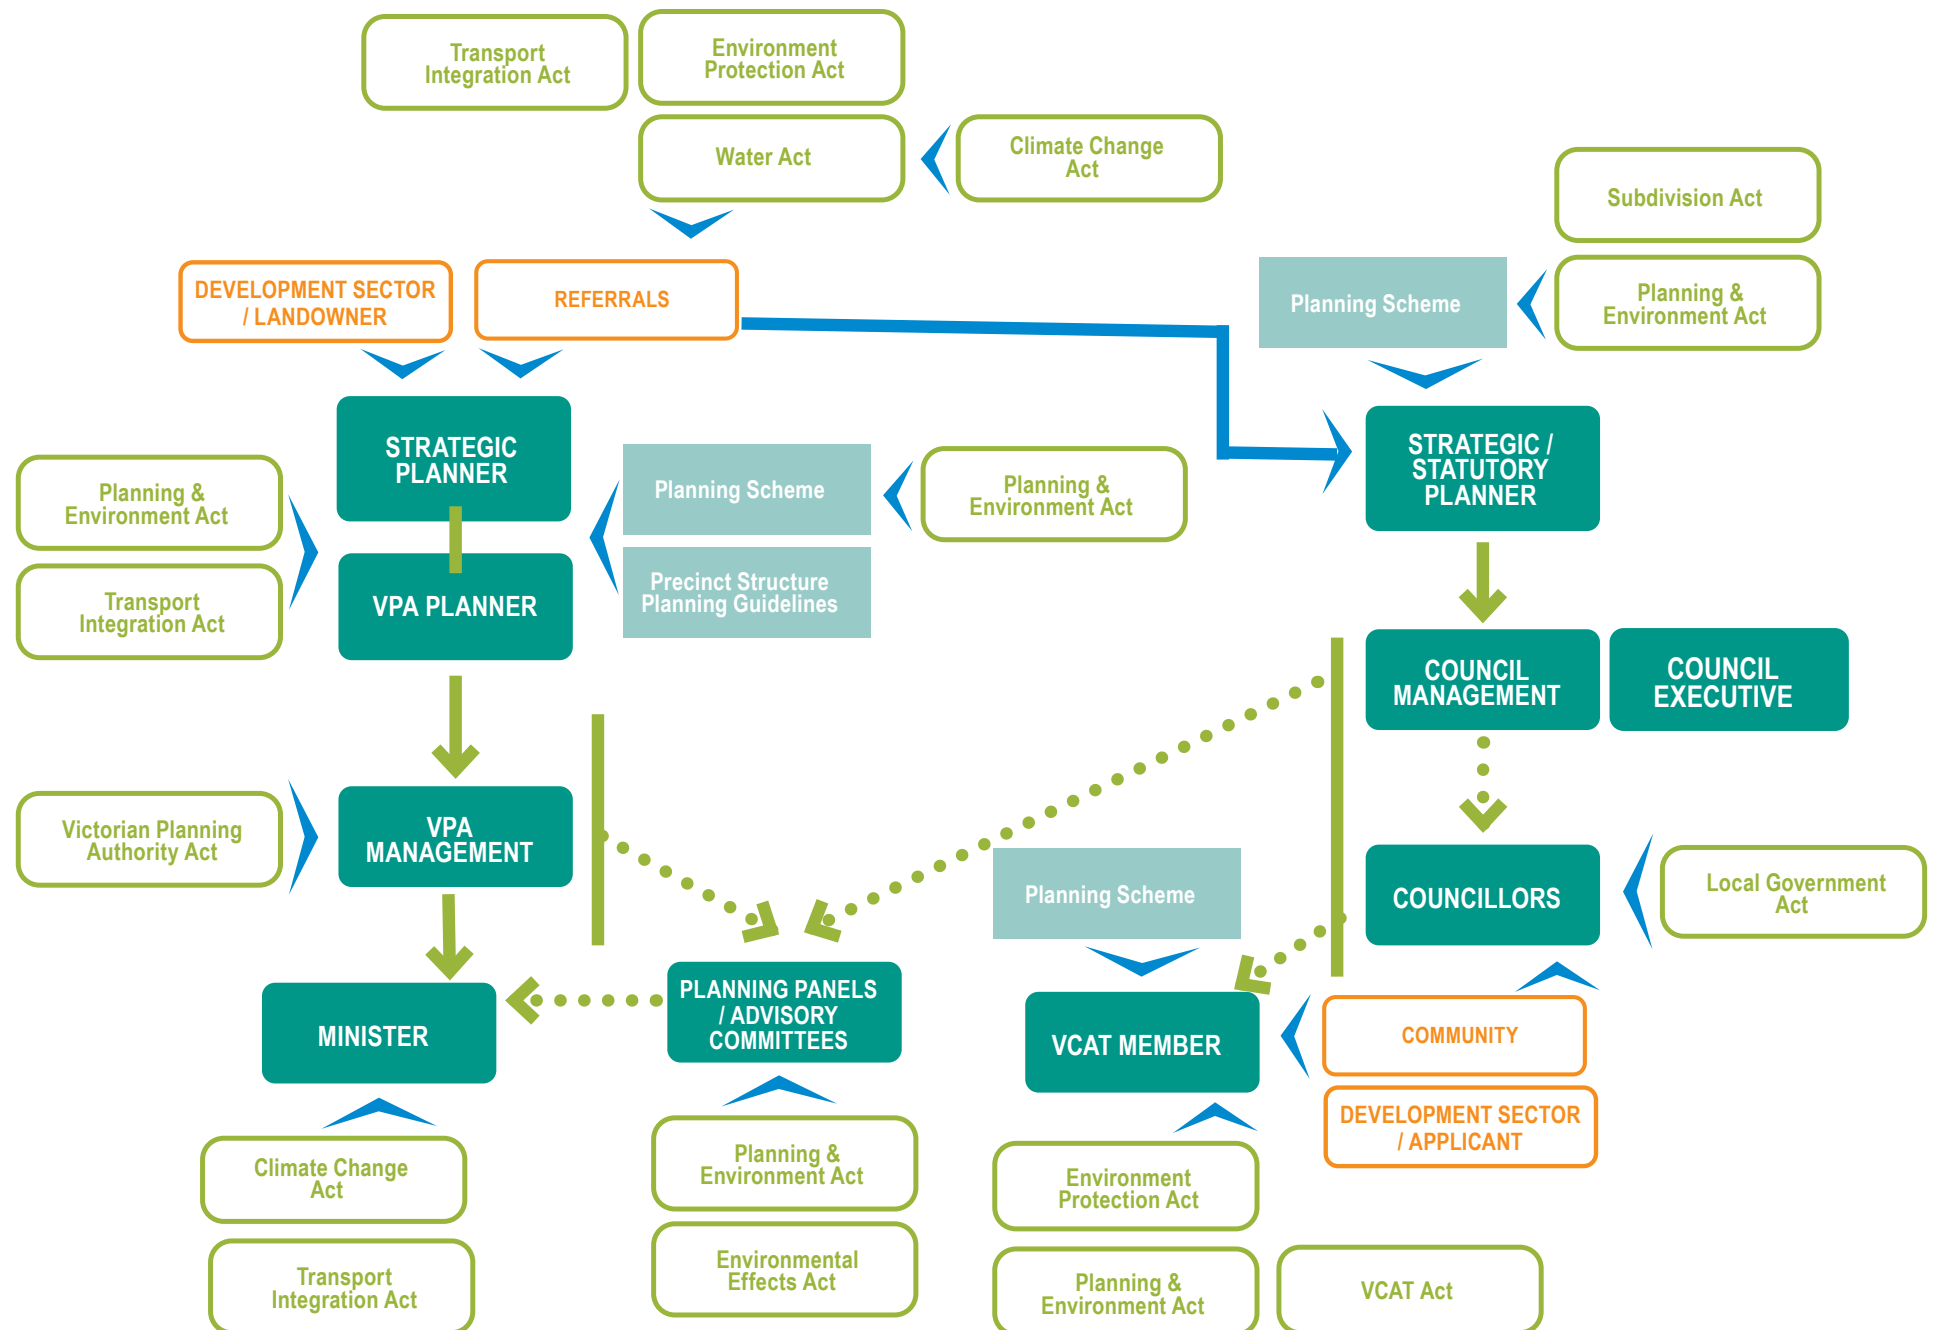 Transport
Integration Act
Environment
Protection Act
Water Act
Climate Change
Act
Subdivision Act
Planning &
Environment Act
Planning Scheme
DEVELOPMENT SECTOR
/ LANDOWNER
REFERRALS
STRATEGIC
PLANNER
STRATEGIC /
STATUTORY
PLANNER
Planning &
Environment Act
Planning Scheme
Planning &
Environment Act
Transport
Integration Act
VPA PLANNER
Precinct Structure
Planning Guidelines
COUNCIL
MANAGEMENT
COUNCIL
EXECUTIVE
Victorian Planning
Authority Act
VPA
MANAGEMENT
Planning Scheme
COUNCILLORS
Local Government
Act
MINISTER
PLANNING PANELS
/ ADVISORY
COMMITTEES
VCAT MEMBER
COMMUNITY
DEVELOPMENT SECTOR
/ APPLICANT
Climate Change
Act
Planning &
Environment Act
Environment
Protection Act
Transport
Integration Act
Environmental
Effects Act
Planning &
Environment Act
VCAT Act